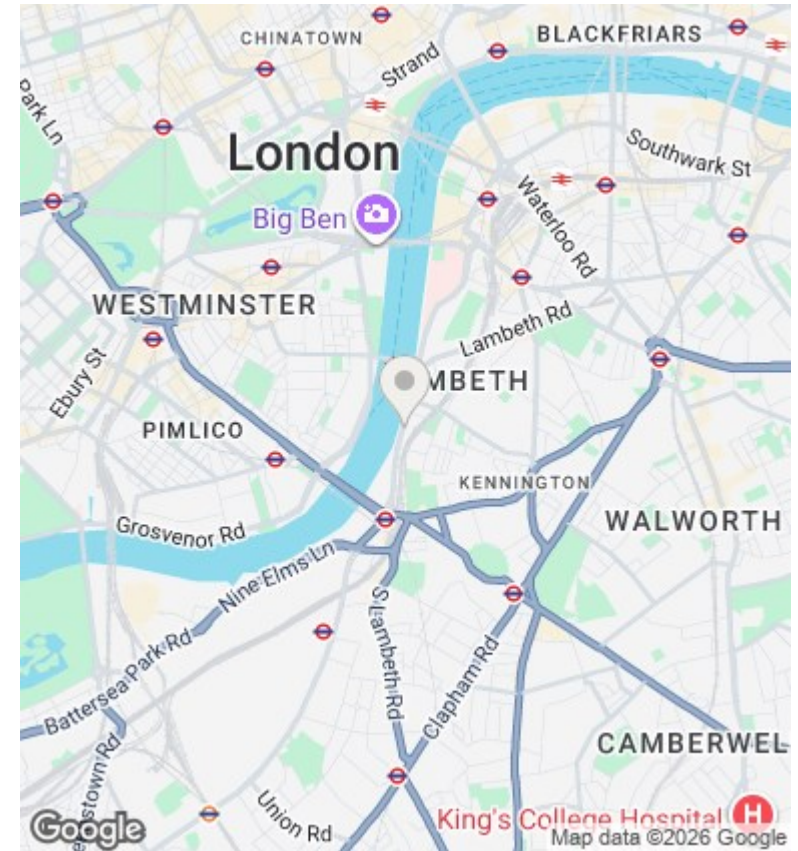 CHINATOWN
BLACKFRIARS
Strand
Park Ln
London
Southwark St
Waterloo Rd
Big Ben
WESTMINSTER
Lambeth Rd
Ebury St
MBETH
PIMLICO
KENNINGTON
WALWORTH
Grosvenor Rd
Nine Elms Ln
S Lambeth Rd
Battersea Park Rd
Clapham Rd
CAMBERWEL
Union Rd
King's College Hospital
H
Google
Map data ©2026 Google